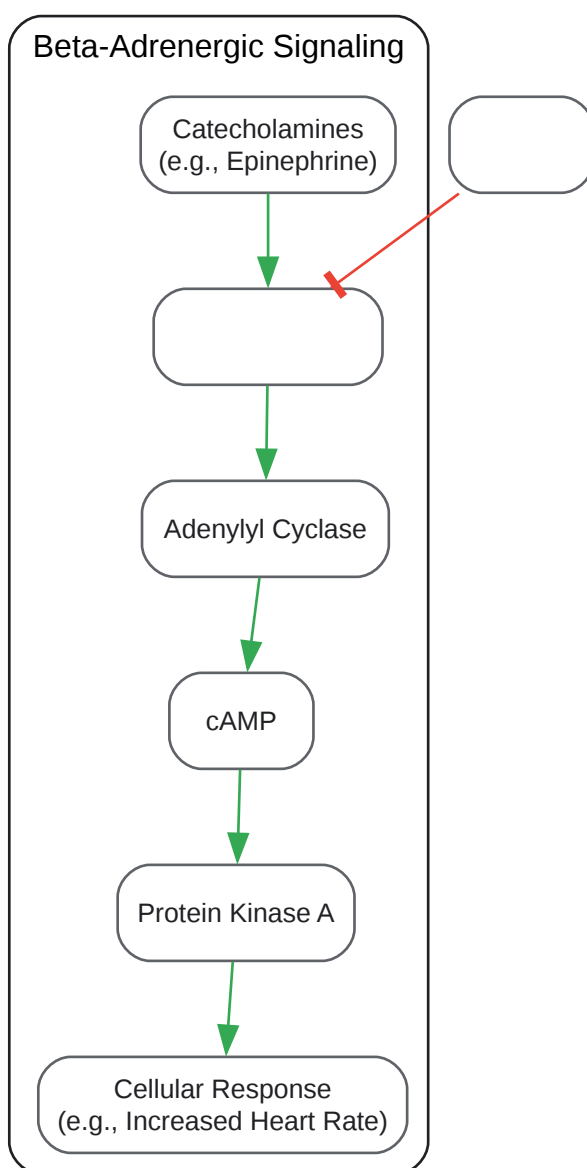 Beta-Adrenergic Signaling
Catecholamines
(e.g., Epinephrine)
Adenylyl Cyclase
cAMP
Protein Kinase A
Cellular Response
(e.g., Increased Heart Rate)